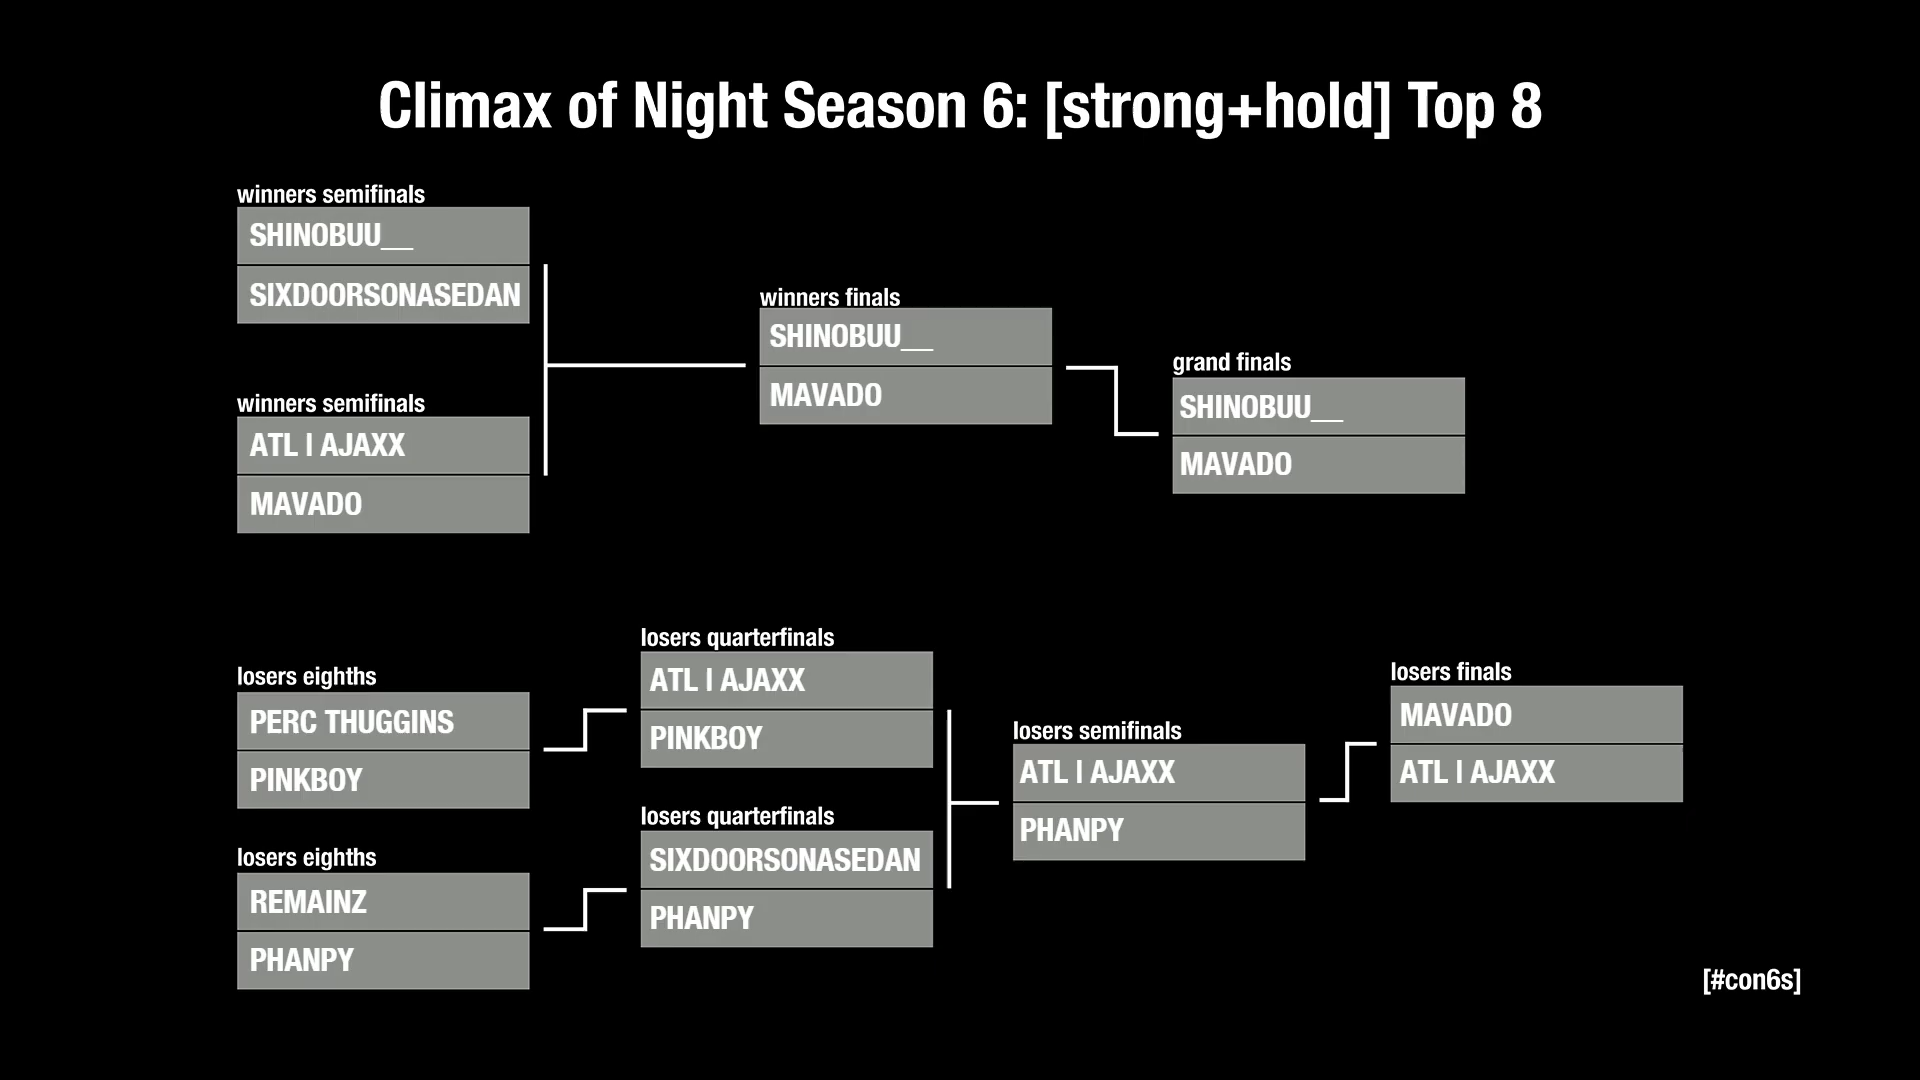 Climax of Night Season 6: [strong+hold] Top 8
winners semifinals
SHINOBUU__
SIXDOORSONASEDAN
winners semifinals
ATL | AJAXX
MAVADO
winners finals
SHINOBUU__
MAVADO
grand finals
SHINOBUU__
MAVADO
losers eighths
PERC THUGGINS
PINKBOY
losers eighths
REMAINZ
PHANPY
losers quarterfinals
ATL | AJAXX
PINKBOY
losers quarterfinals
SIXDOORSONASEDAN
PHANPY
losers semifinals
ATL | AJAXX
PHANPY
losers finals
MAVADO
ATL | AJAXX
[#con6s]